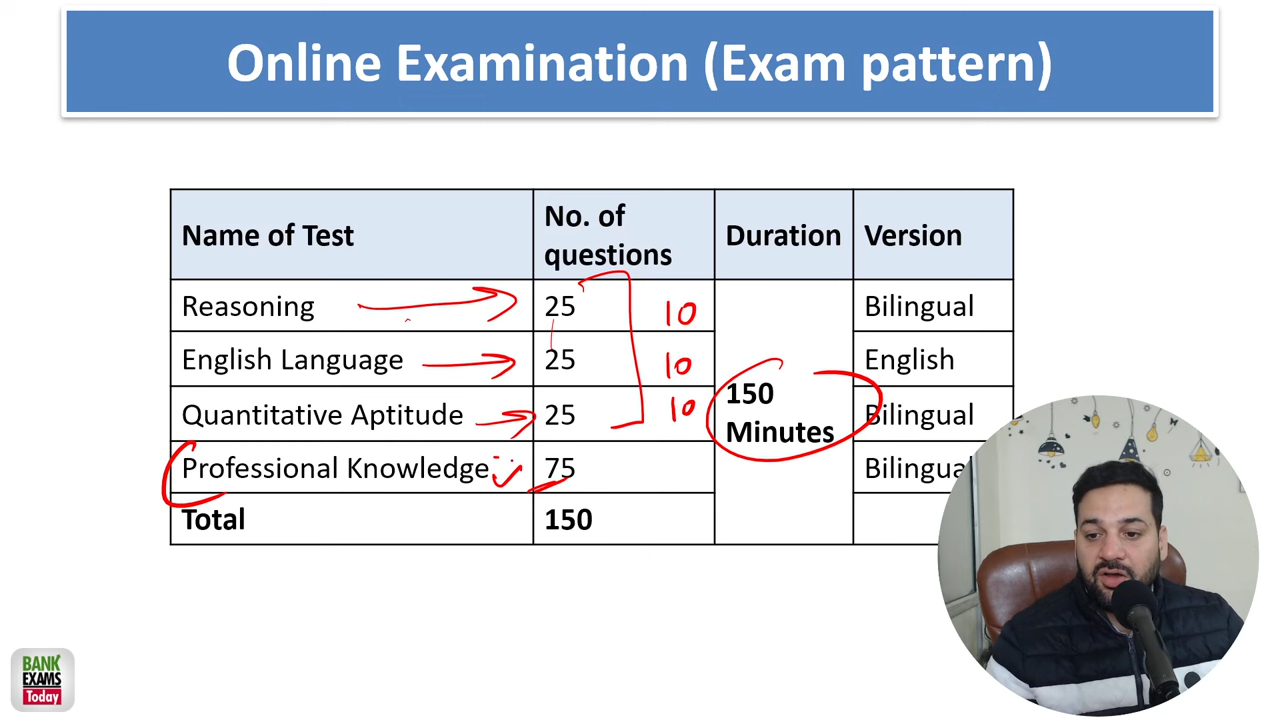 Online Examination (Exam pattern)
Name of Test
No. of
questions
Duration
Version
Reasoning
25
10
Bilingual
English Language
25
10
English
Quantitative Aptitude
25
10
150
Minutes
Bilingual
Professional Knowledge
75
Bilingual
Total
150
BANK
EXAMS
Today